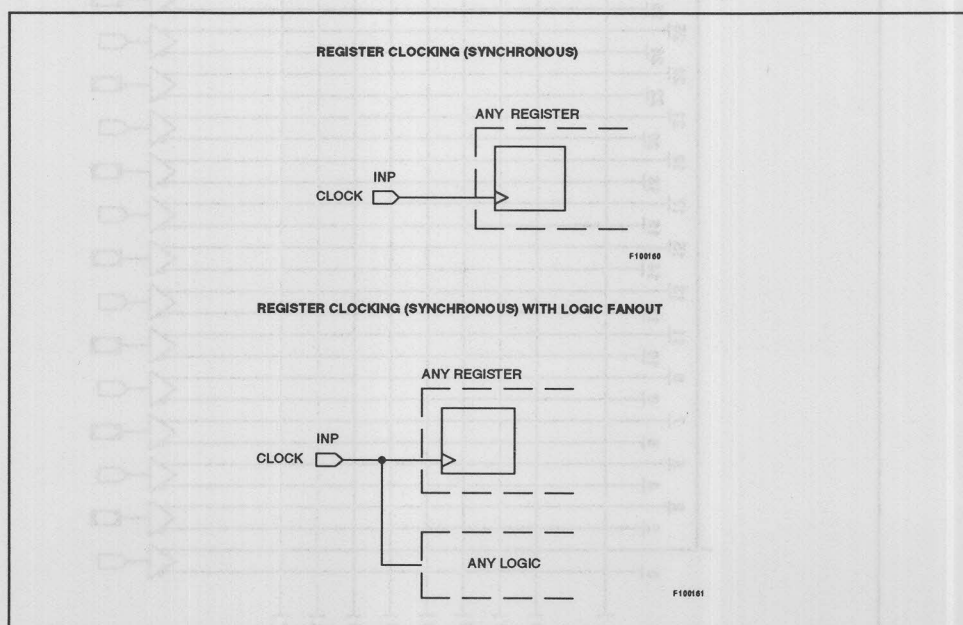 REGISTER CLOCKING (SYNCHRONOUS)
ANY REGISTER
INP
CLOCK
F100160
REGISTER CLOCKING (SYNCHRONOUS) WITH LOGIC FANOUT
ANY REGISTER
INP
CLOCK
ANY LOGIC
F100161